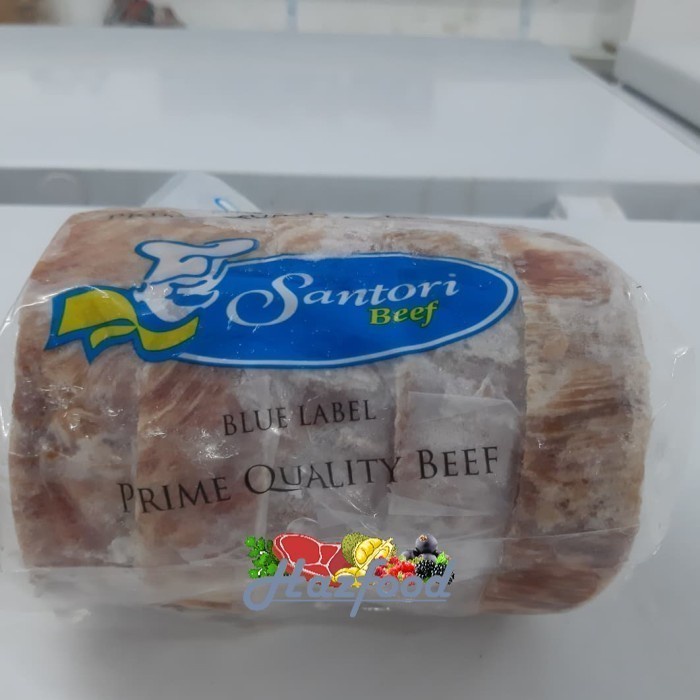 Santori
Beef
BLUE LABEL
PRIME QUALITY BEEF
Hazfood